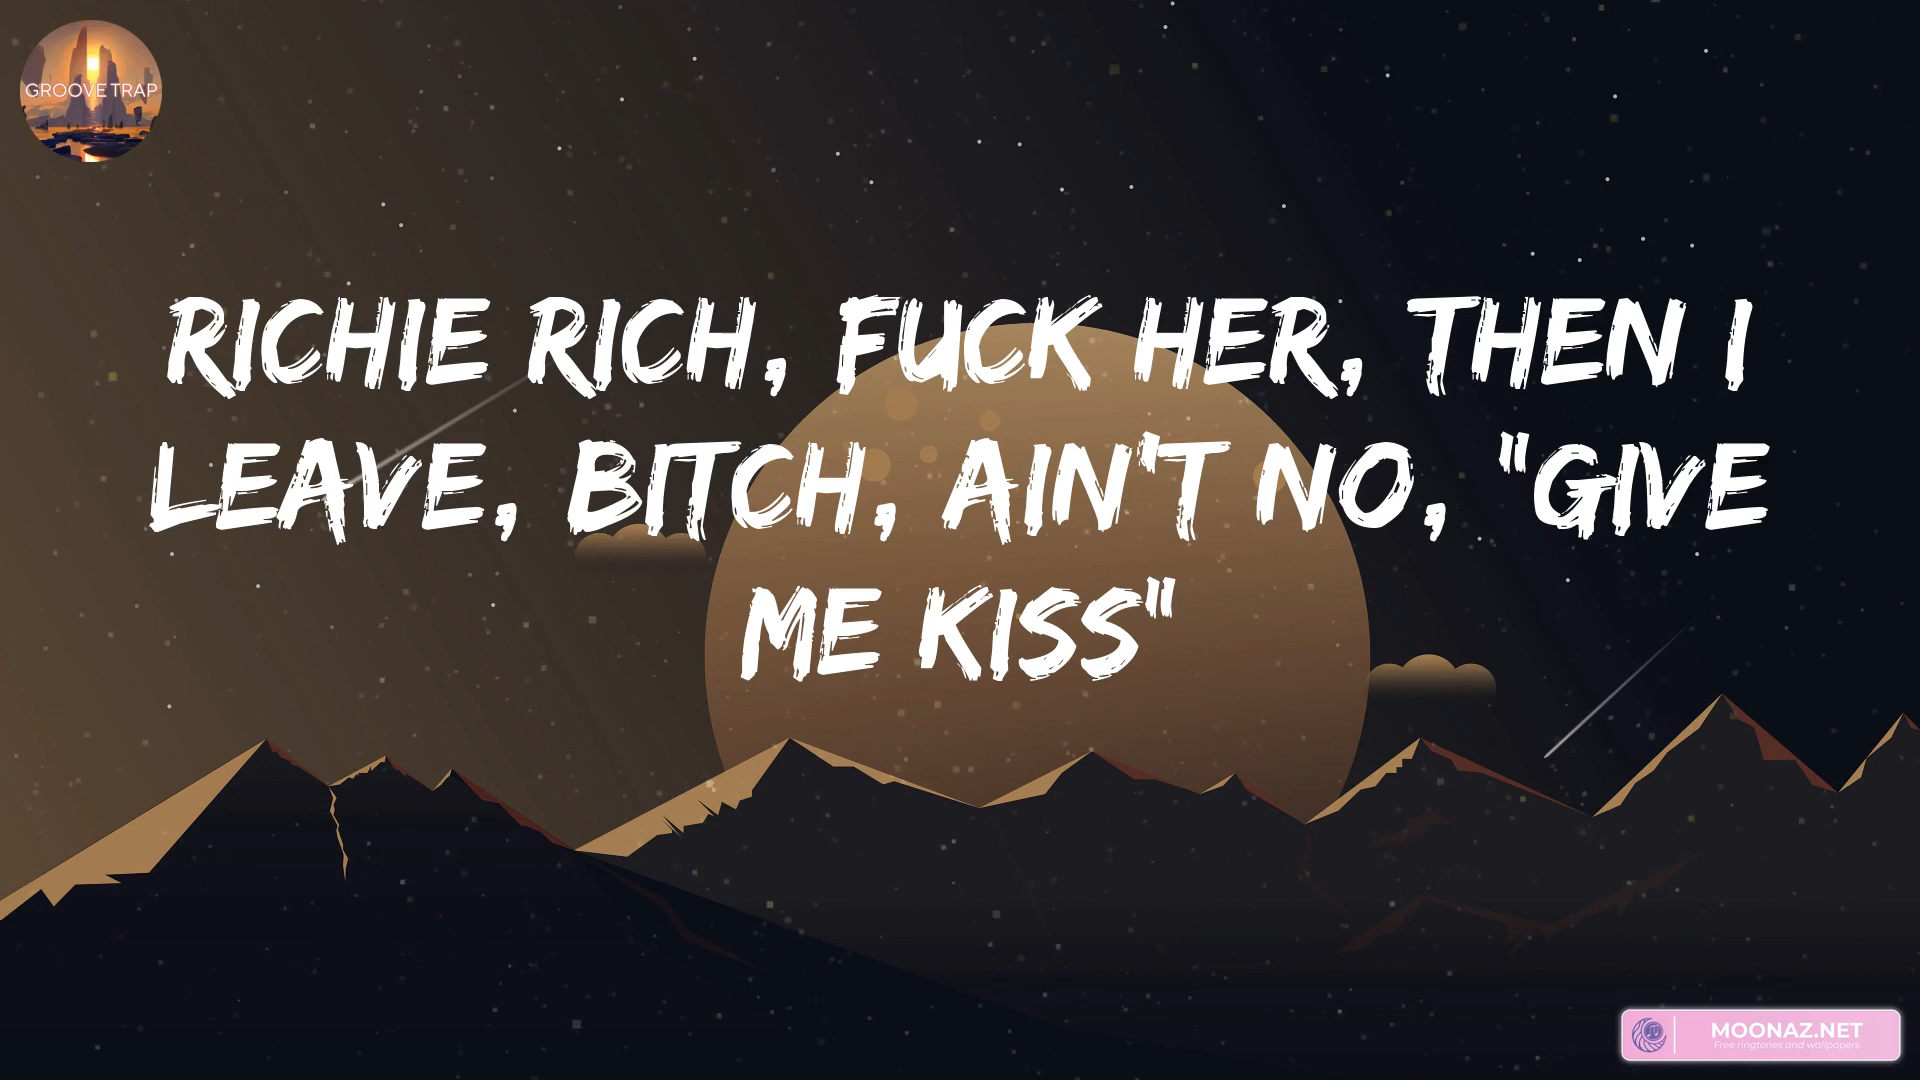 GROOVE TRAP
RICHIE RICH, FUCK HER, THEN I
LEAVE, BITCH, AIN'T NO, "GIVE
ME KISS"
MOONAZ.NET
Free ringtones and wallpapers